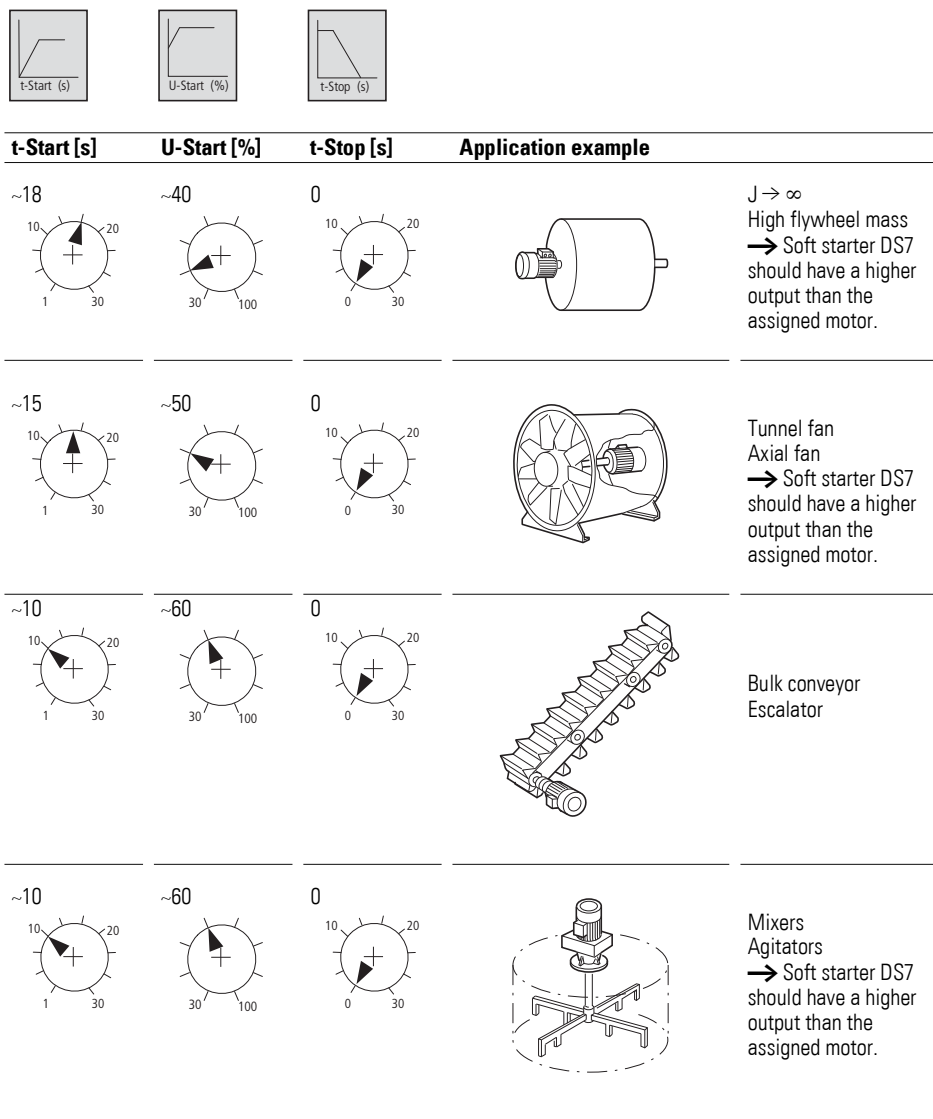 t-Start (s)
U-Start (%)
t-Stop (s)
t-Start [s] U-Start [%] t-Stop [s] Application example
~18 ~40 0
10 20 10 20
1 30 30 100 0 30
J → ∞
High flywheel mass
→ Soft starter DS7
should have a higher
output than the
assigned motor.
~15 ~50 0
10 20 10 20
1 30 30 100 0 30
Tunnel fan
Axial fan
→ Soft starter DS7
should have a higher
output than the
assigned motor.
~10 ~60 0
10 20 10 20
1 30 30 100 0 30
Bulk conveyor
Escalator
~10 ~60 0
10 20 10 20
1 30 30 100 0 30
Mixers
Agitators
→ Soft starter DS7
should have a higher
output than the
assigned motor.